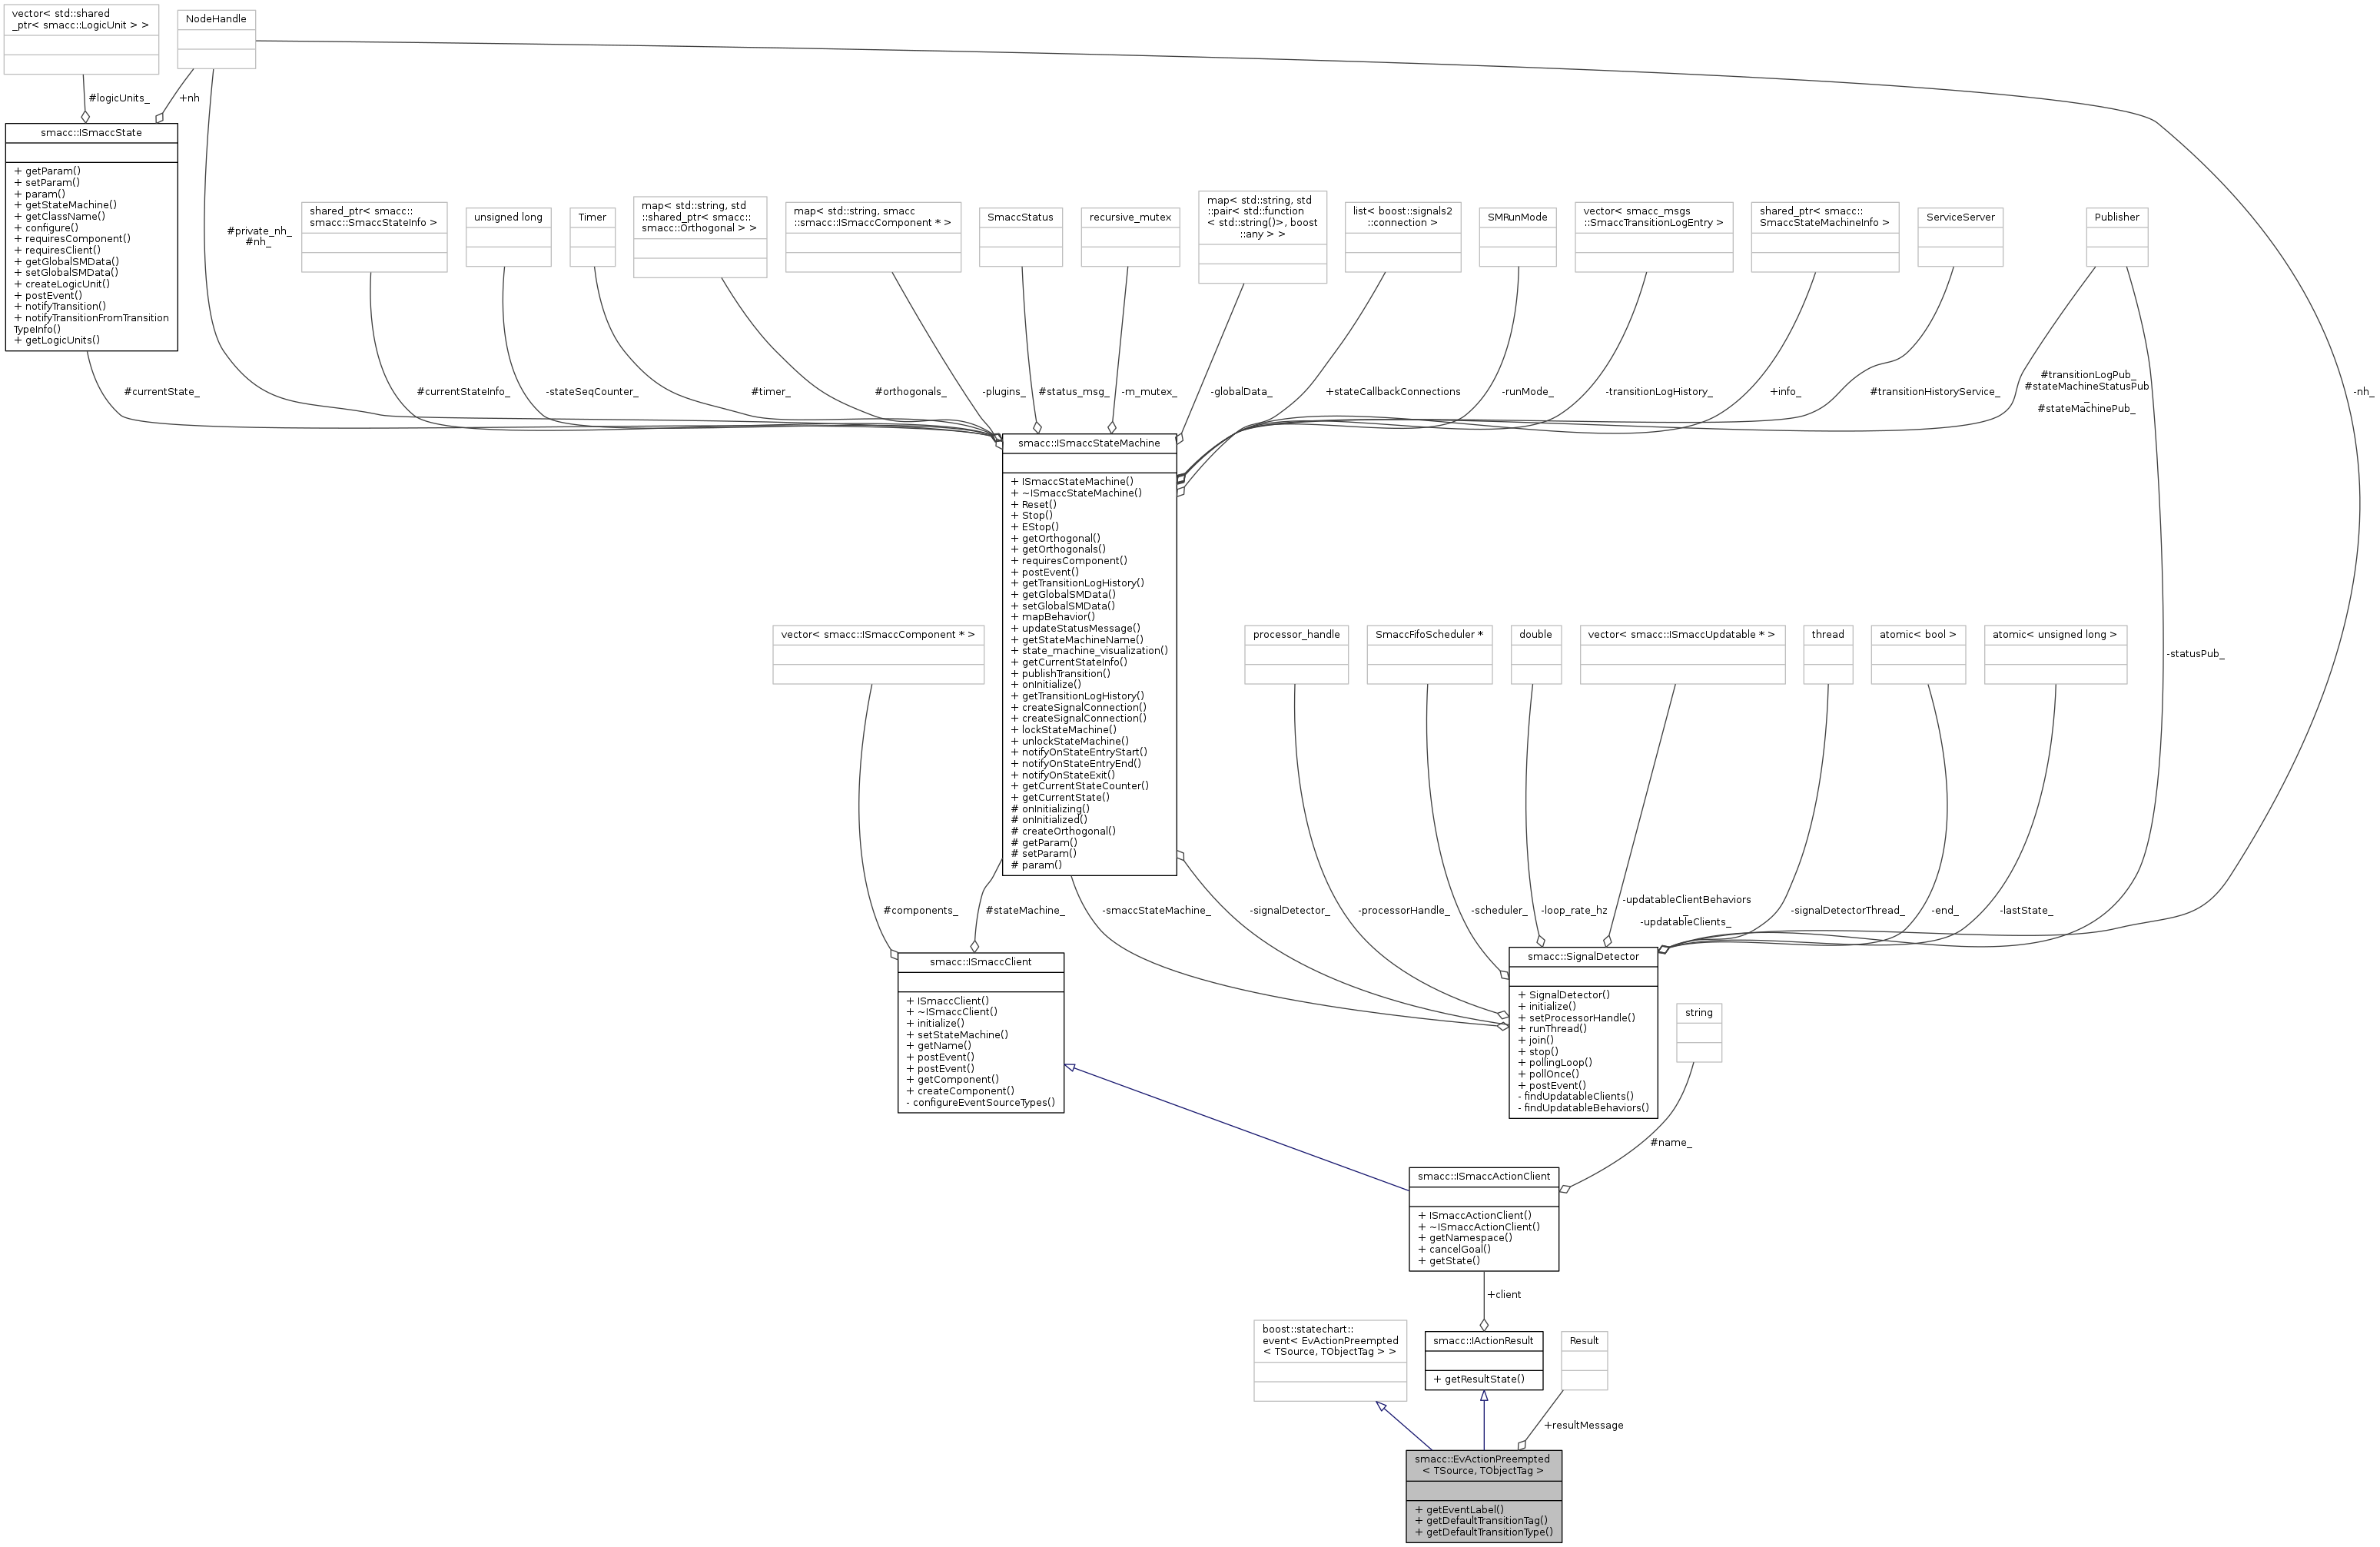 vector< std::shared
_ptr< smacc::LogicUnit > >
NodeHandle
#logicUnits_
+nh
smacc::ISmaccState
+ getParam()
+ setParam()
+ param()
+ getStateMachine()
+ getClassName()
+ configure()
+ requiresComponent()
+ requiresClient()
+ getGlobalSMData()
+ setGlobalSMData()
+ createLogicUnit()
+ postEvent()
+ notifyTransition()
+ notifyTransitionFromTransition
TypeInfo()
+ getLogicUnits()
#private_nh_
#nh_
shared_ptr< smacc::
smacc::SmaccStateInfo >
unsigned long
Timer
map< std::string, std
::shared_ptr< smacc::
smacc::Orthogonal > >
map< std::string, smacc
::smacc::ISmaccComponent * >
SmaccStatus
recursive_mutex
map< std::string, std
::pair< std::function
< std::string()>, boost
::any > >
list< boost::signals2
::connection >
SMRunMode
vector< smacc_msgs
::SmaccTransitionLogEntry >
shared_ptr< smacc::
SmaccStateMachineInfo >
ServiceServer
Publisher
#currentState_
#currentStateInfo_
-stateSeqCounter_
#timer_
#orthogonals_
-plugins_
#status_msg_
-m_mutex_
-globalData_
+stateCallbackConnections
-runMode_
-transitionLogHistory_
+info_
#transitionHistoryService_
#transitionLogPub_
#stateMachineStatusPub
_
#stateMachinePub_
-nh_
smacc::ISmaccStateMachine
+ ISmaccStateMachine()
+ ~ISmaccStateMachine()
+ Reset()
+ Stop()
+ EStop()
+ getOrthogonal()
+ getOrthogonals()
+ requiresComponent()
+ postEvent()
+ getTransitionLogHistory()
+ getGlobalSMData()
+ setGlobalSMData()
+ mapBehavior()
+ updateStatusMessage()
+ getStateMachineName()
+ state_machine_visualization()
+ getCurrentStateInfo()
+ publishTransition()
+ onInitialize()
+ getTransitionLogHistory()
+ createSignalConnection()
+ createSignalConnection()
+ lockStateMachine()
+ unlockStateMachine()
+ notifyOnStateEntryStart()
+ notifyOnStateEntryEnd()
+ notifyOnStateExit()
+ getCurrentStateCounter()
+ getCurrentState()
# onInitializing()
# onInitialized()
# createOrthogonal()
# getParam()
# setParam()
# param()
vector< smacc::ISmaccComponent * >
processor_handle
SmaccFifoScheduler *
double
vector< smacc::ISmaccUpdatable * >
thread
atomic< bool >
atomic< unsigned long >
-statusPub_
#components_
#stateMachine_
-smaccStateMachine_
-signalDetector_
-processorHandle_
-scheduler_
-loop_rate_hz
-updatableClientBehaviors
_
-updatableClients_
-signalDetectorThread_
-end_
-lastState_
smacc::ISmaccClient
+ ISmaccClient()
+ ~ISmaccClient()
+ initialize()
+ setStateMachine()
+ getName()
+ postEvent()
+ postEvent()
+ getComponent()
+ createComponent()
- configureEventSourceTypes()
smacc::SignalDetector
+ SignalDetector()
+ initialize()
+ setProcessorHandle()
+ runThread()
+ join()
+ stop()
+ pollingLoop()
+ pollOnce()
+ postEvent()
- findUpdatableClients()
- findUpdatableBehaviors()
string
#name_
smacc::ISmaccActionClient
+ ISmaccActionClient()
+ ~ISmaccActionClient()
+ getNamespace()
+ cancelGoal()
+ getState()
+client
boost::statechart::
event< EvActionPreempted
< TSource, TObjectTag > >
smacc::IActionResult
+ getResultState()
Result
+resultMessage
smacc::EvActionPreempted
< TSource, TObjectTag >
+ getEventLabel()
+ getDefaultTransitionTag()
+ getDefaultTransitionType()